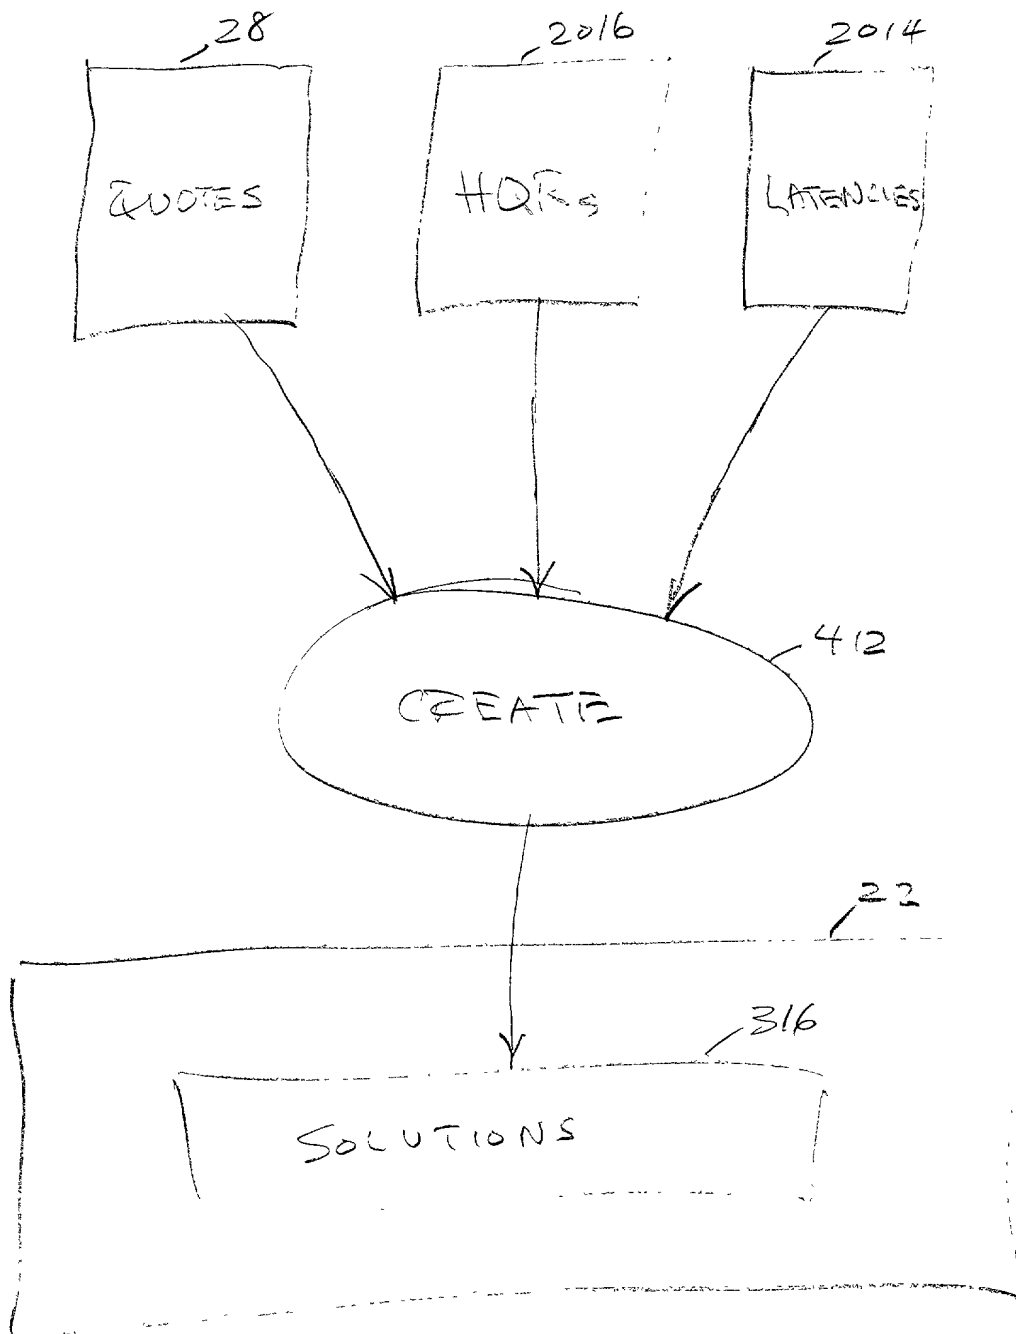 28
2016
2014
QUOTES
HQRs
LATENCIES
412
CREATE
22
316
SOLUTIONS